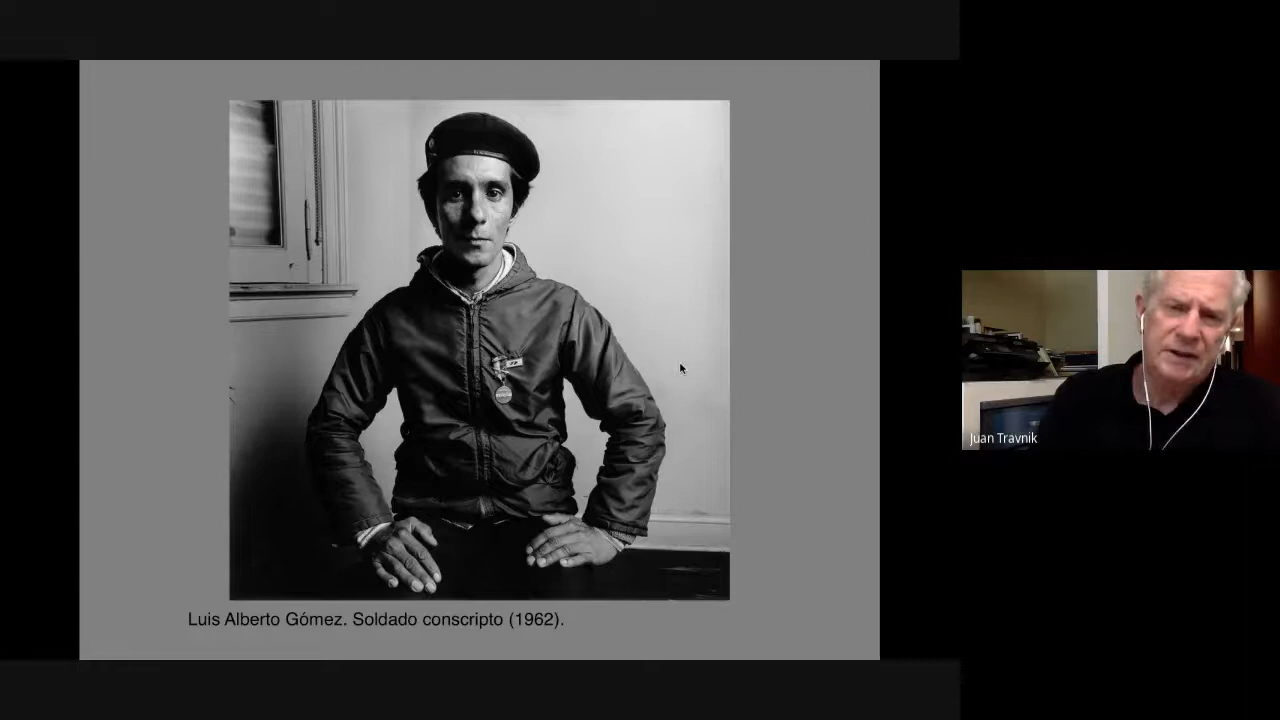 Luis Alberto Gómez. Soldado conscripto (1962).
Juan Travnik